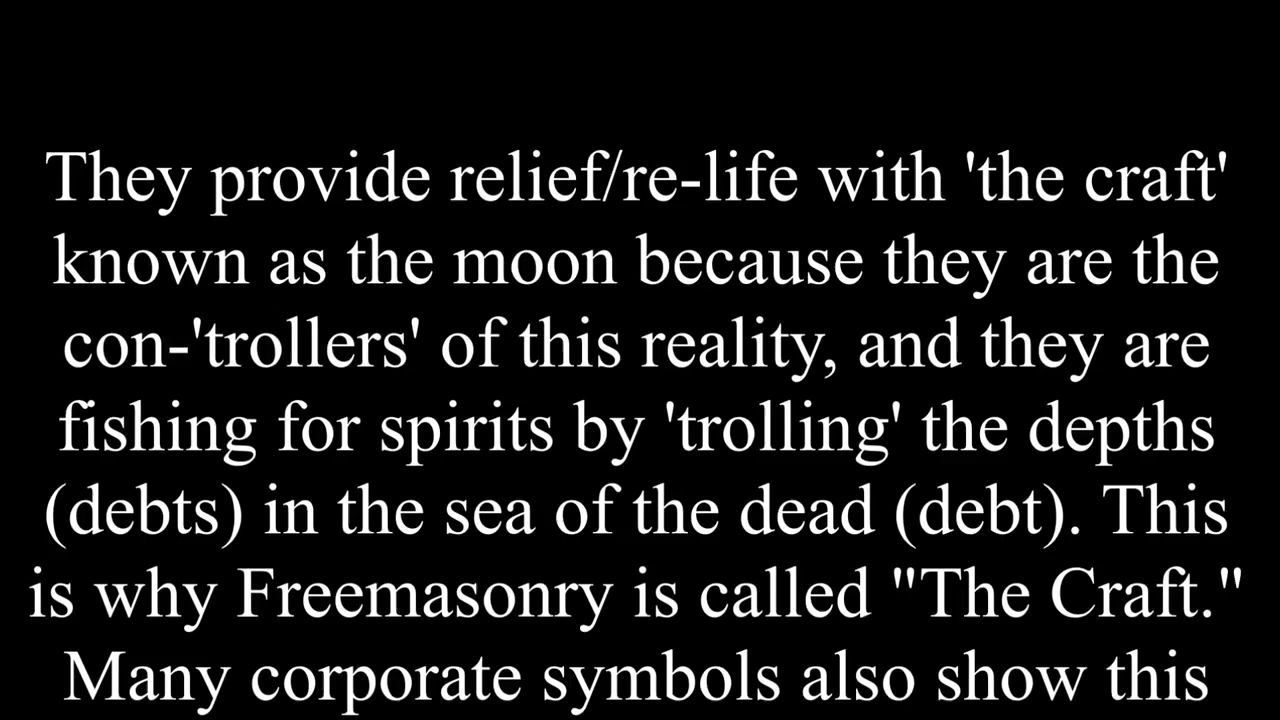 They provide relief/re-life with 'the craft'
known as the moon because they are the
con-'trollers' of this reality, and they are
fishing for spirits by 'trolling' the depths
(debts) in the sea of the dead (debt). This
is why Freemasonry is called "The Craft."
Many corporate symbols also show this